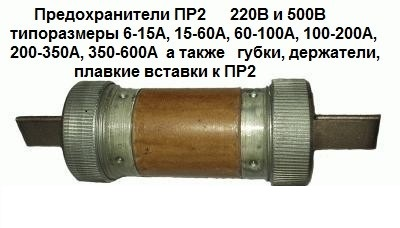 Предохранители ПР2 220В и 500В
типоразмеры 6-15А, 15-60А, 60-100А, 100-200А,
200-350А, 350-600А а также губки, держатели,
плавкие вставки к ПР2